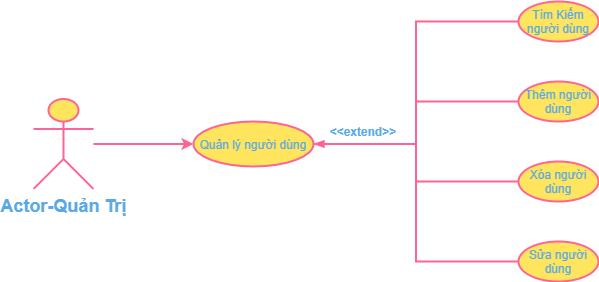 Tìm Kiếm
người dùng
Thêm người
dùng
<<extend>>
Quản lý người dùng
Xóa người
dùng
Actor-Quản Trị
Sửa người
dùng